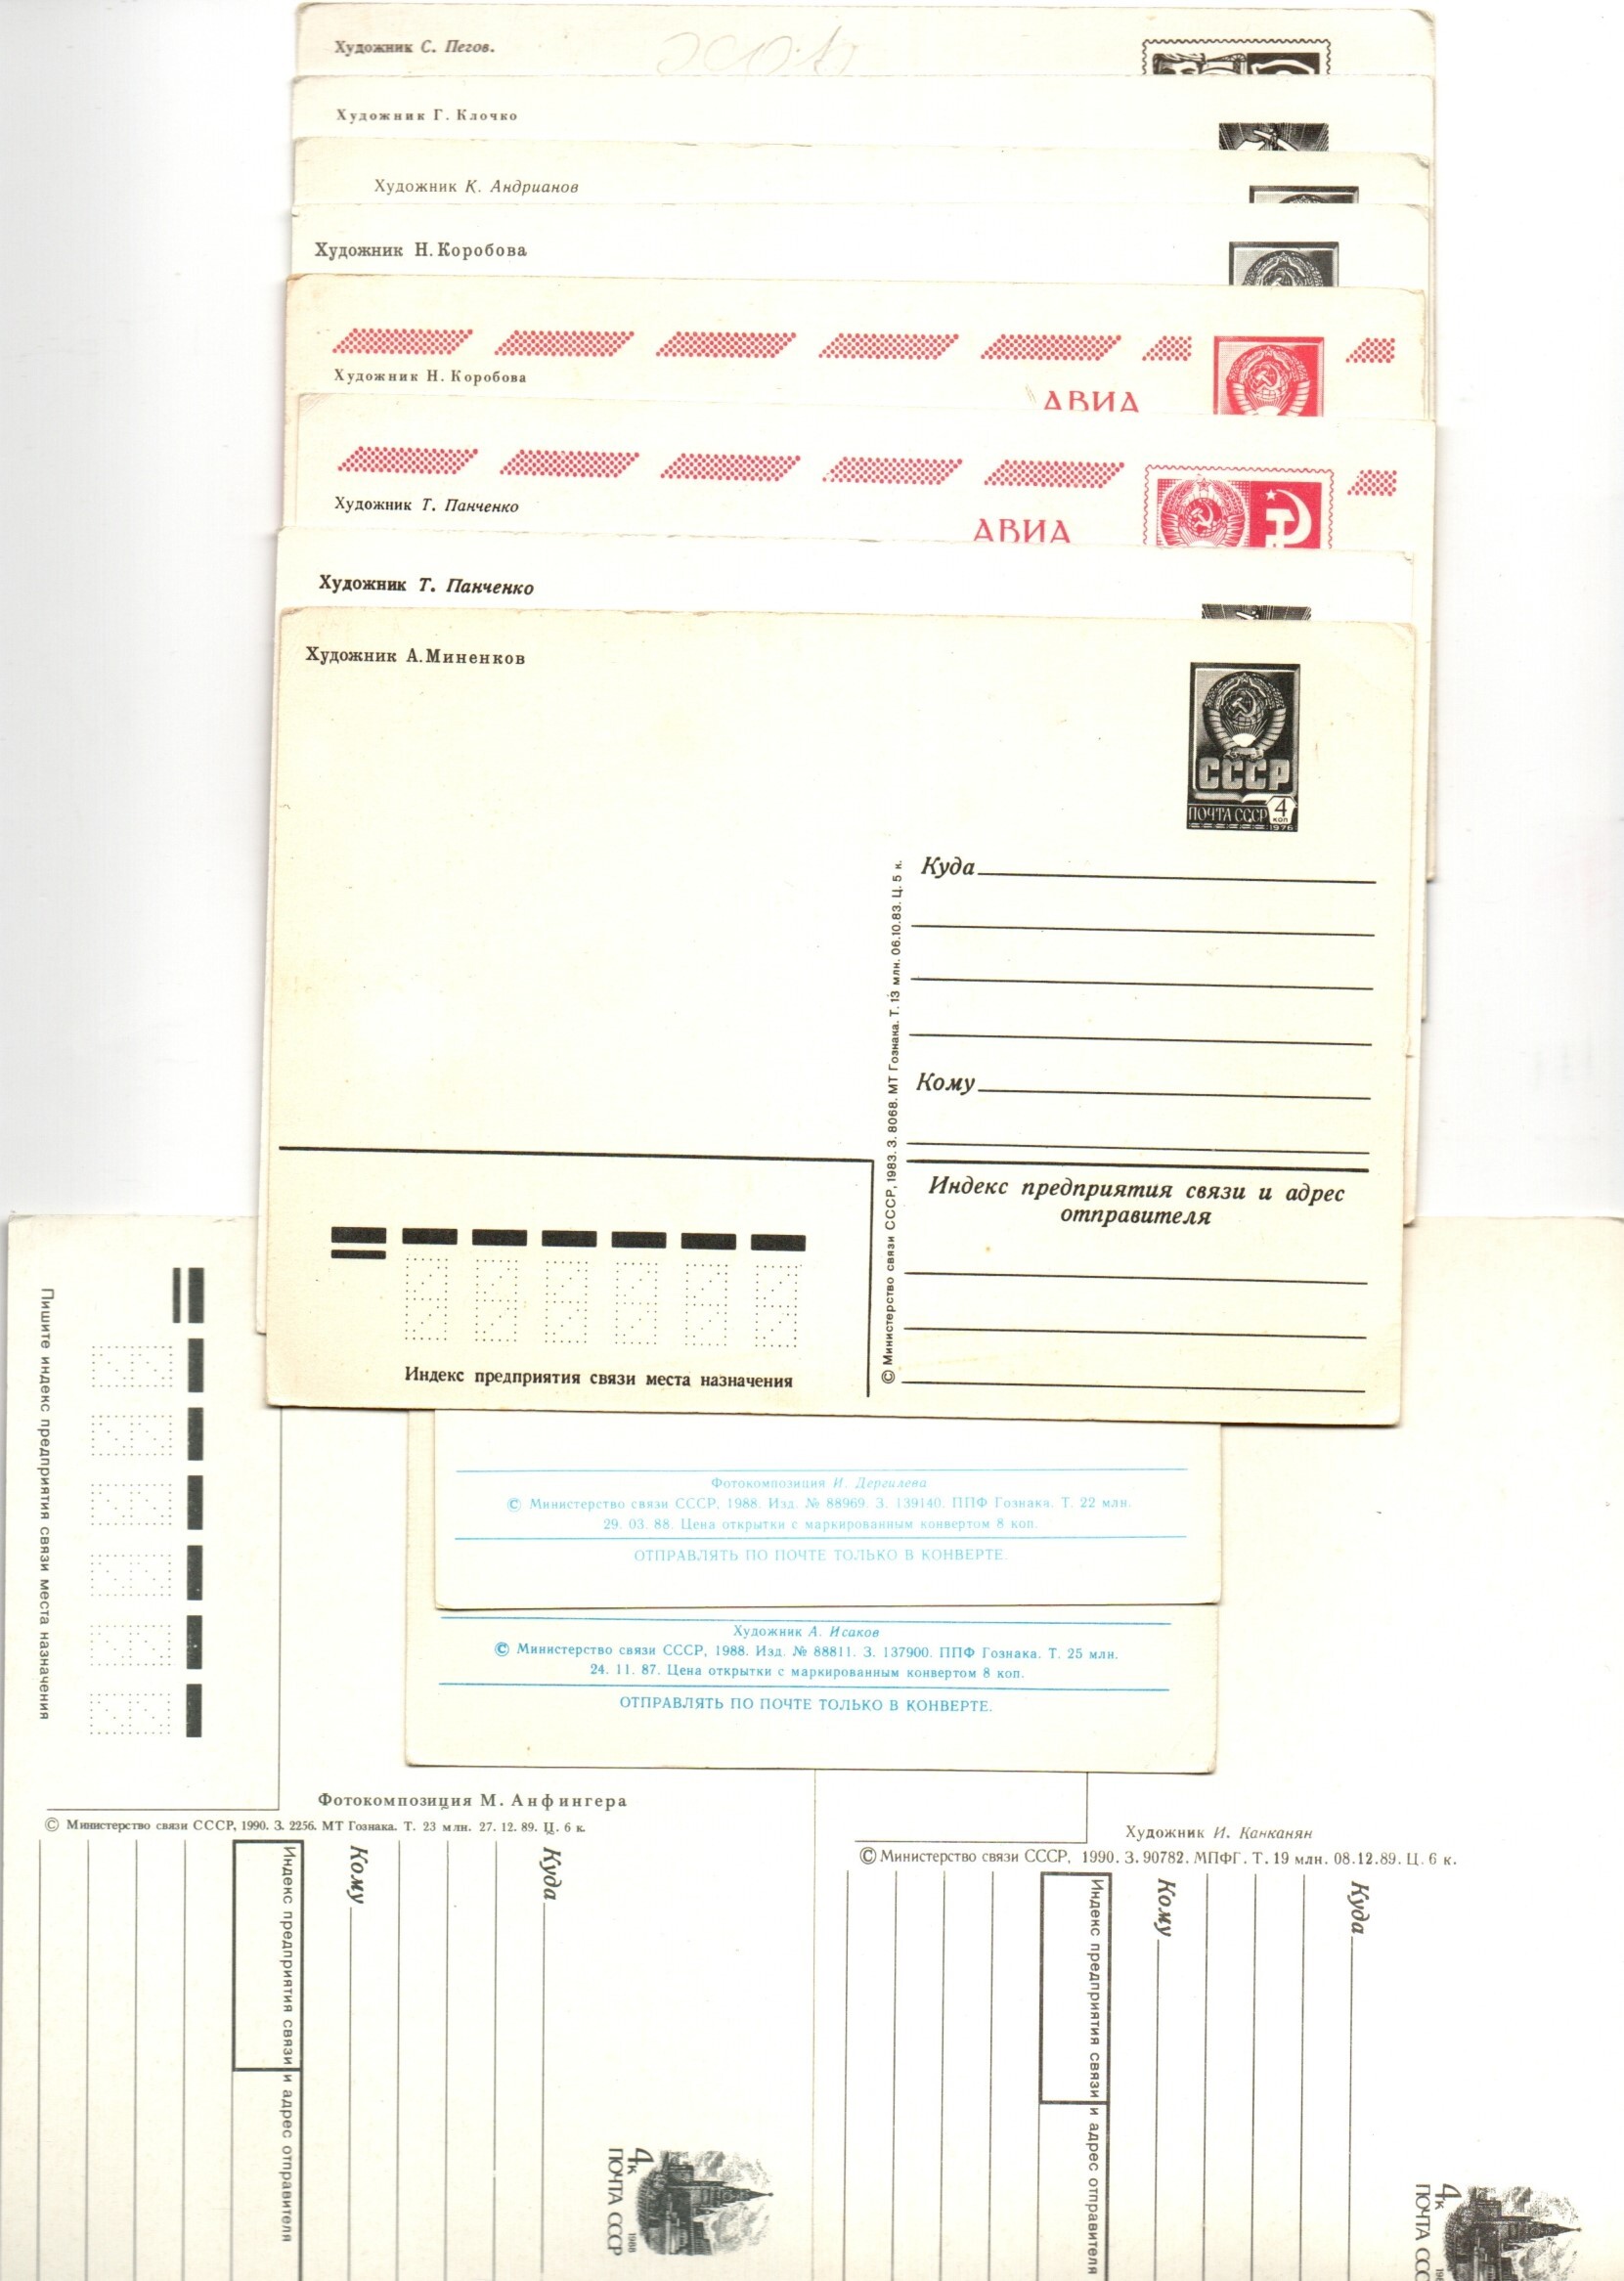 Художник С. Пегов.
Художник Г. Клочко
Художник К. Андрианов
Художник Н. Коробова
Художник Н. Коробова
АВИА
Художник Т. Панченко
АВИА
Художник Т. Панченко
Художник А. Миненков
СССР
ПОЧТА СССР 4 КОП
1976
Куда
Кому
Индекс предприятия связи и адрес
отправителя
© Министерство связи СССР, 1983. З. 8068. МТ Гознака. Т. 13 млн. 06.10.83. Ц. 5 к.
Индекс предприятия связи места назначения
Пишите индекс предприятия связи места назначения
Фотокомпозиция И. Дергилева
© Министерство связи СССР, 1988. Изд. № 88969. З. 139140. ППФ Гознака. Т. 22 млн.
29. 03. 88. Цена открытки с маркированным конвертом 8 коп.
ОТПРАВЛЯТЬ ПО ПОЧТЕ ТОЛЬКО В КОНВЕРТЕ.
Художник А. Исаков
© Министерство связи СССР, 1988. Изд. № 88811. З. 137900. ППФ Гознака. Т. 25 млн.
24. 11. 87. Цена открытки с маркированным конвертом 8 коп.
ОТПРАВЛЯТЬ ПО ПОЧТЕ ТОЛЬКО В КОНВЕРТЕ.
Фотокомпозиция М. Анфингера
© Министерство связи СССР, 1990. З. 2256. МТ Гознака. Т. 23 млн. 27. 12. 89. Ц. 6 к.
Куда
Кому
Индекс предприятия связи и адрес отправителя
4к
ПОЧТА СССР
1988
Художник И. Канканян
© Министерство связи СССР, 1990. З. 90782. МПФГ. Т. 19 млн. 08.12.89. Ц. 6 к.
Куда
Кому
Индекс предприятия связи и адрес отправителя
4к
ПОЧТА ССС